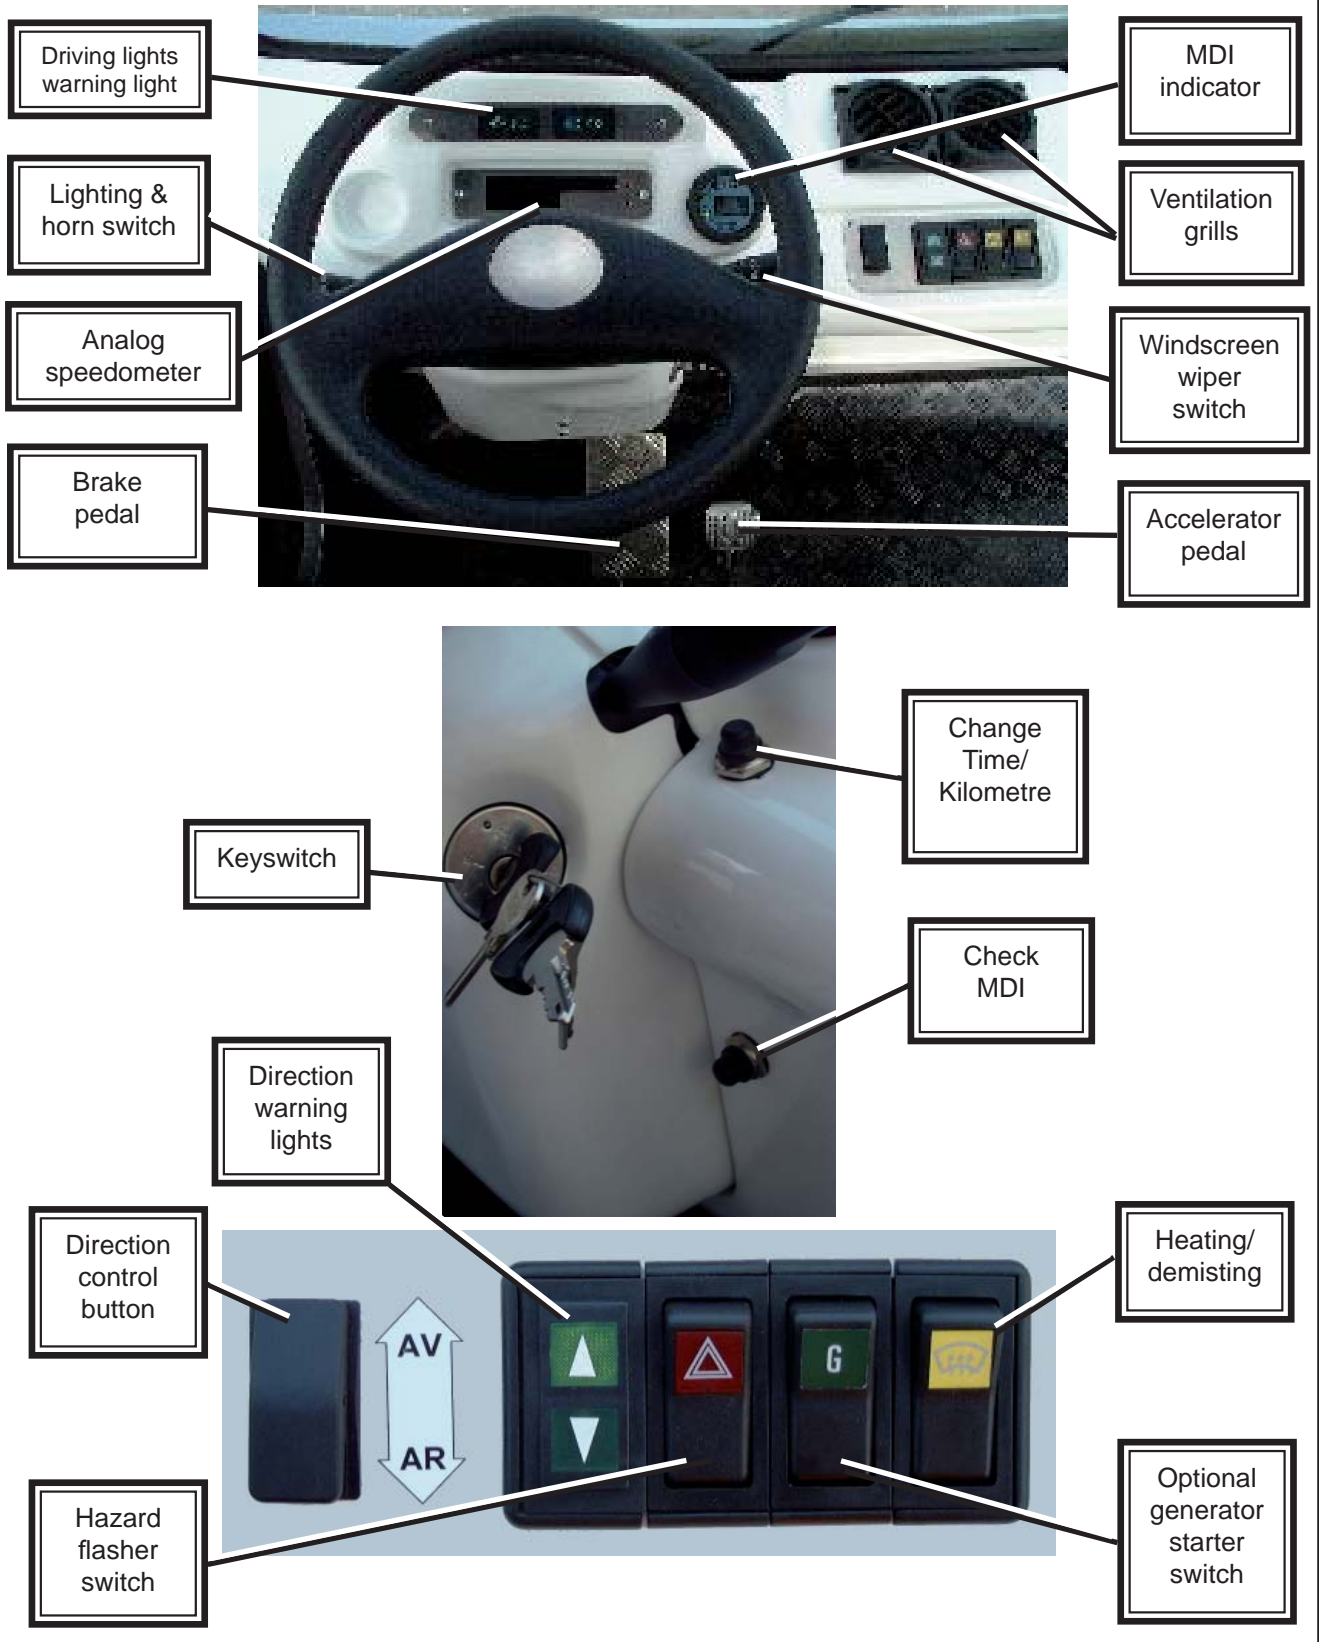 Driving lights
warning light
MDI
indicator
Lighting &
horn switch
Ventilation
grills
Analog
speedometer
Windscreen
wiper
switch
Brake
pedal
Accelerator
pedal
Change
Time/
Kilometre
Keyswitch
Check
MDI
Direction
warning
lights
Direction
control
button
Heating/
demisting
AV
AR
G
Hazard
flasher
switch
Optional
generator
starter
switch